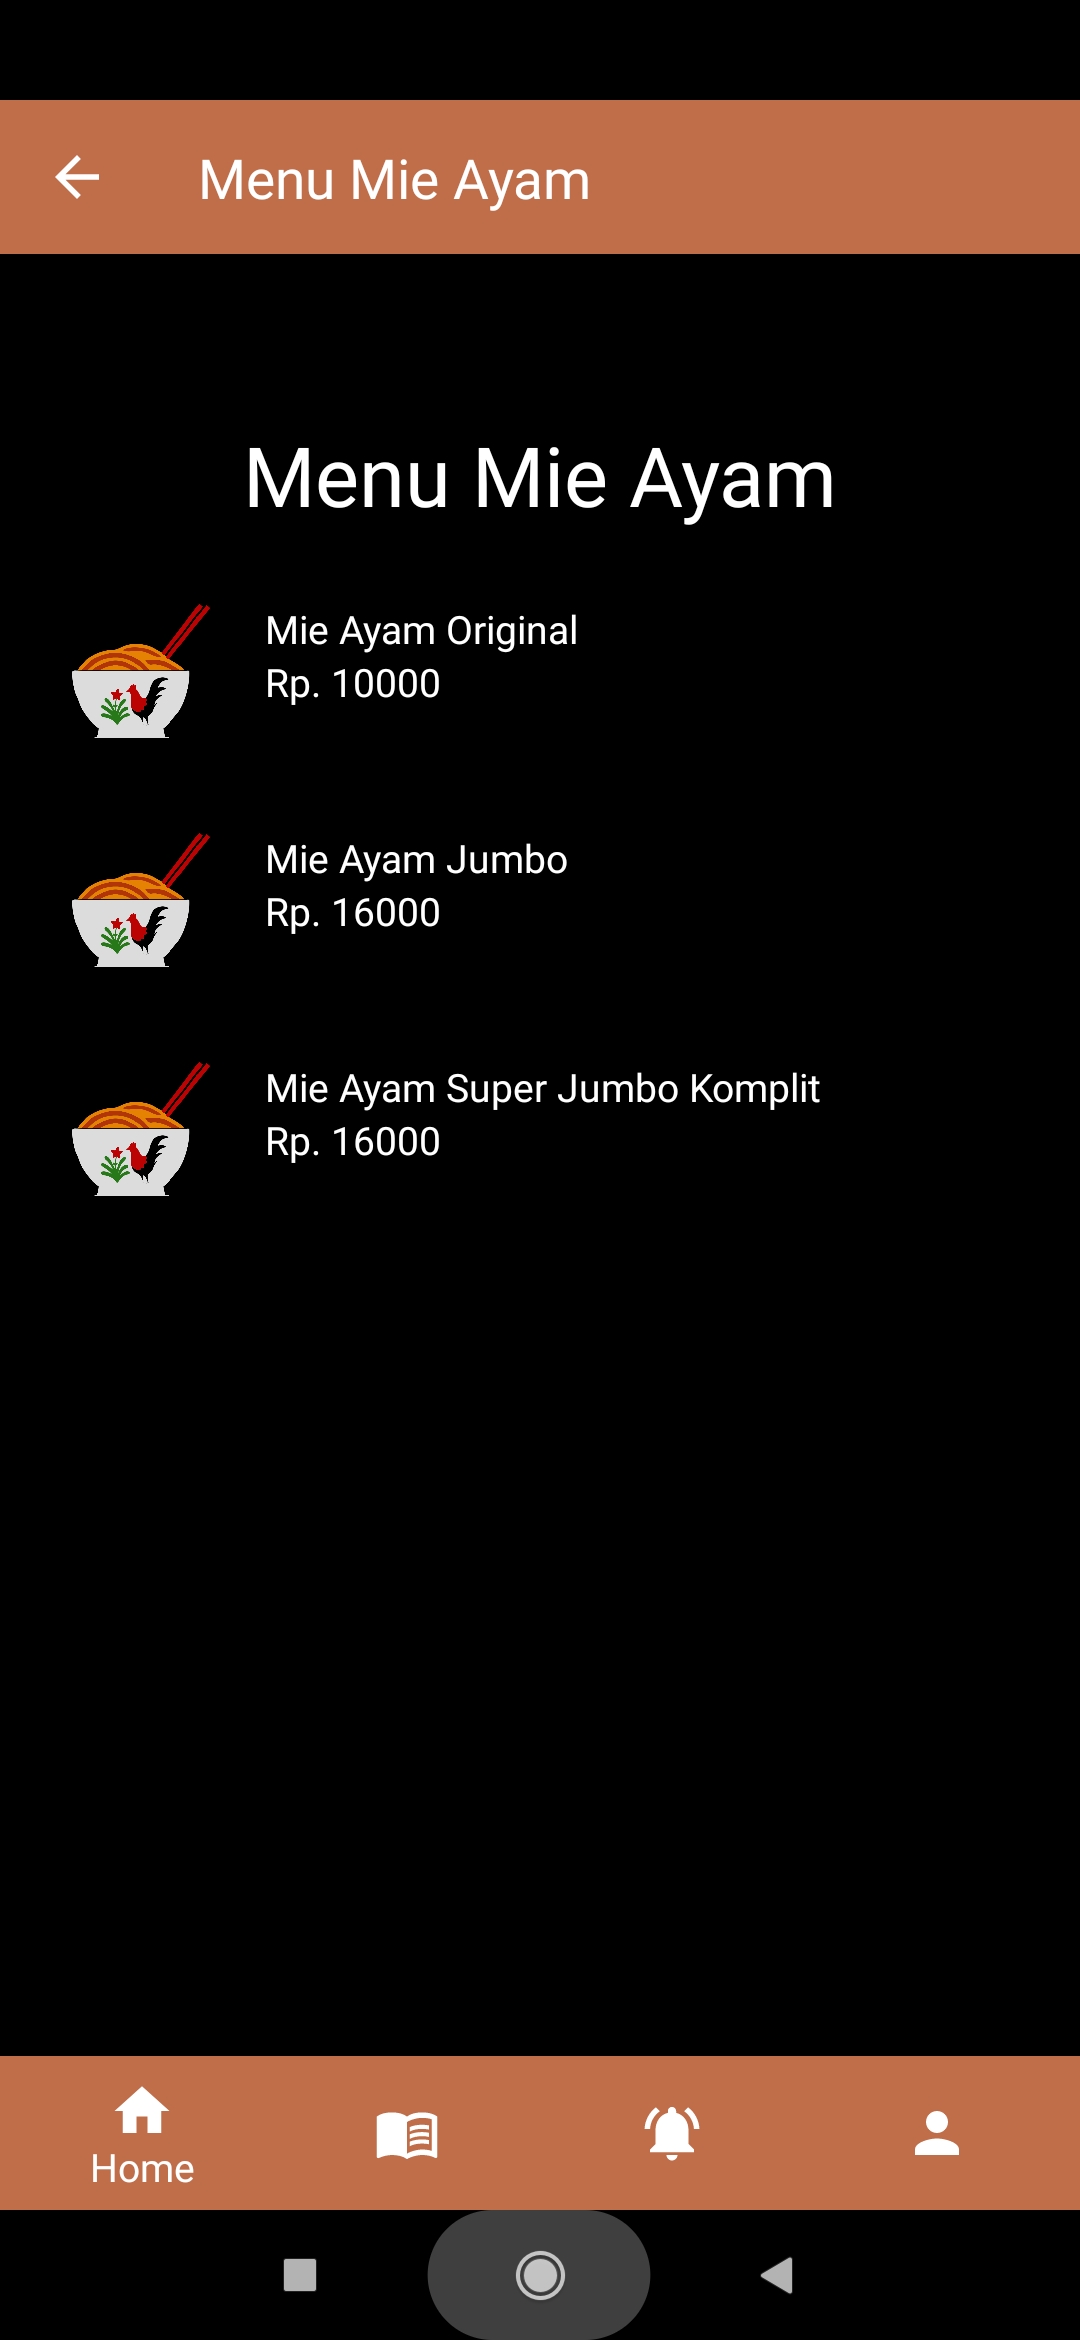 Menu Mie Ayam
Menu Mie Ayam
Mie Ayam Original
Rp. 10000
Mie Ayam Jumbo
Rp. 16000
Mie Ayam Super Jumbo Komplit
Rp. 16000
Home